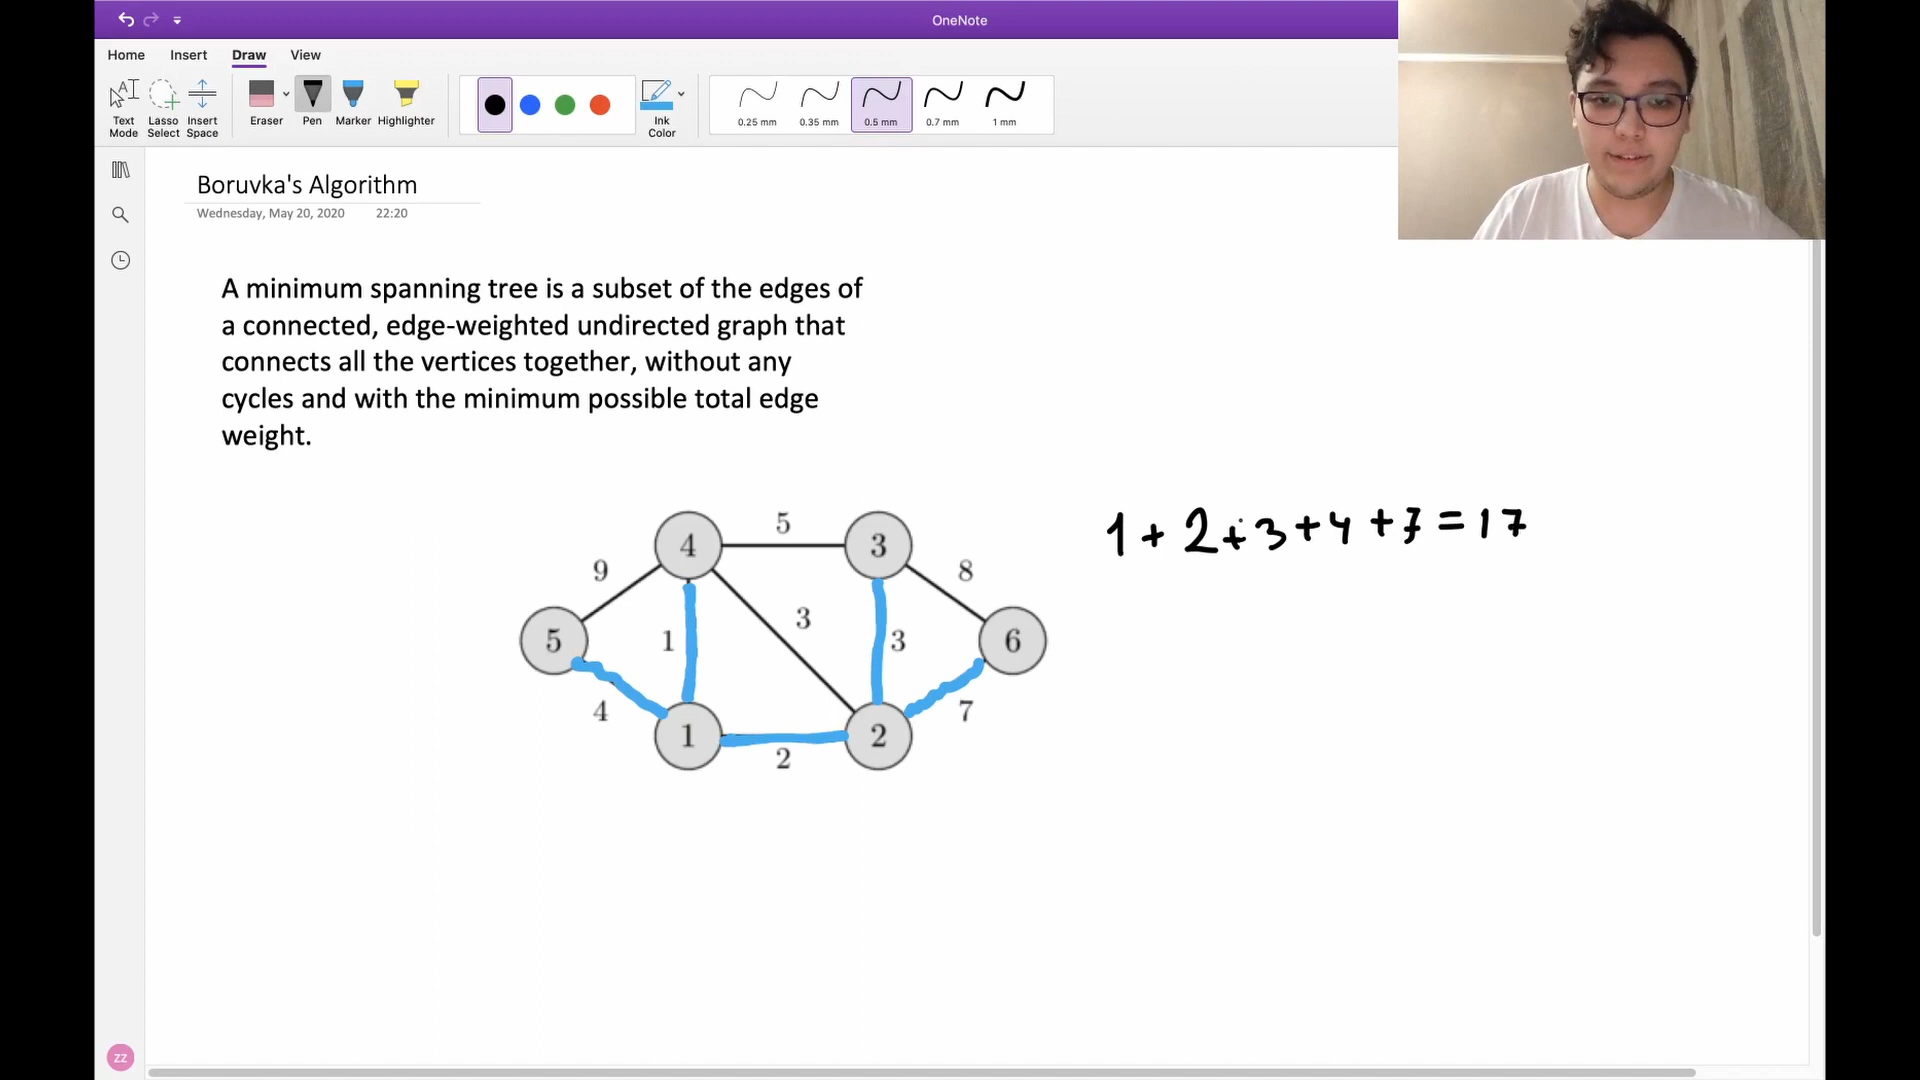 OneNote
Home Insert Draw View
Text Mode
Lasso Select
Insert Space
Eraser
Pen
Marker
Highlighter
Ink Color
0.25 mm
0.35 mm
0.5 mm
0.7 mm
1 mm
Boruvka's Algorithm
Wednesday, May 20, 2020 22:20
A minimum spanning tree is a subset of the edges of
a connected, edge-weighted undirected graph that
connects all the vertices together, without any
cycles and with the minimum possible total edge
weight.
1 + 2 + 3 + 4 + 7 = 17
4 5 3
9 8
3
5 1 3 6
4 7
1 2
2
ZZ